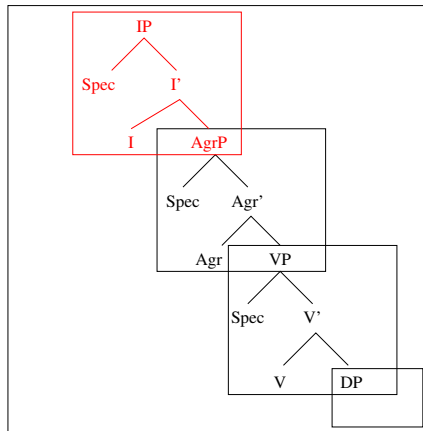 IP
Spec I'
I AgrP
Spec Agr'
Agr VP
Spec V'
V DP